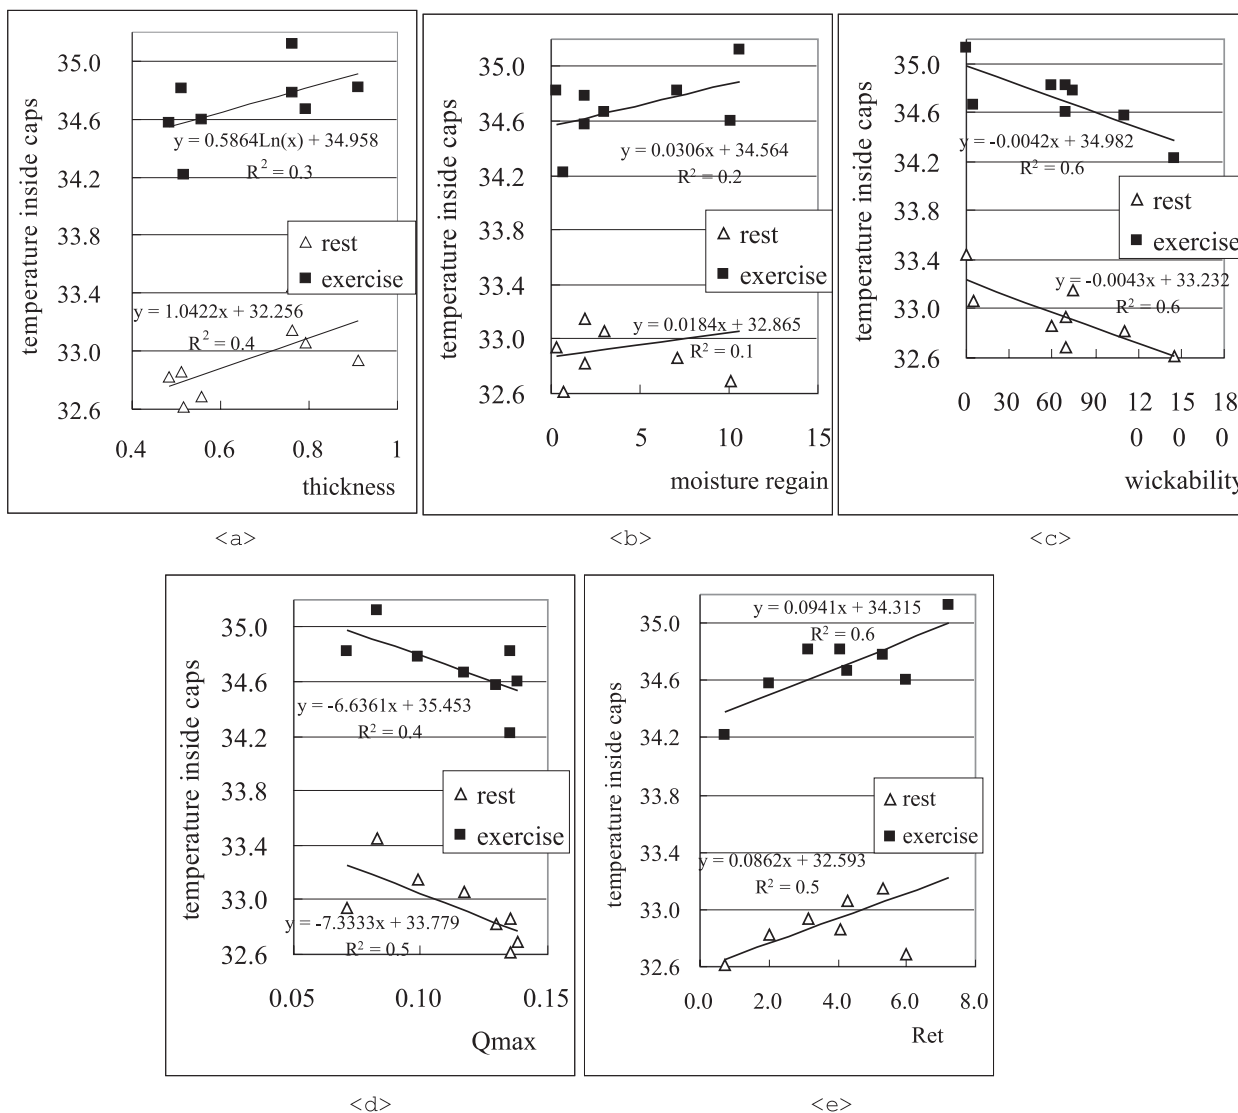 temperature inside caps
35.0
34.6
34.2
33.8
33.4
33.0
32.6
y = 0.5864Ln(x) + 34.958
R² = 0.3
△ rest
■ exercise
y = 1.0422x + 32.256
R² = 0.4
0.4 0.6 0.8 1
thickness
<a>
temperature inside caps
35.0
34.6
34.2
33.8
33.4
33.0
32.6
y = 0.0306x + 34.564
R² = 0.2
△ rest
■ exercise
y = 0.0184x + 32.865
R² = 0.1
0 5 10 15
moisture regain
<b>
temperature inside caps
35.0
34.6
34.2
33.8
33.4
33.0
32.6
y = -0.0042x + 34.982
R² = 0.6
△ rest
■ exercise
y = -0.0043x + 33.232
R² = 0.6
0 30 60 90 12 15 18
0 0 0
wickability
<c>
temperature inside caps
35.0
34.6
34.2
33.8
33.4
33.0
32.6
y = -6.6361x + 35.453
R² = 0.4
△ rest
■ exercise
y = -7.3333x + 33.779
R² = 0.5
0.05 0.10 0.15
Qmax
<d>
temperature inside caps
35.0
34.6
34.2
33.8
33.4
33.0
32.6
y = 0.0941x + 34.315
R² = 0.6
△ rest
■ exercise
y = 0.0862x + 32.593
R² = 0.5
0.0 2.0 4.0 6.0 8.0
Ret
<e>